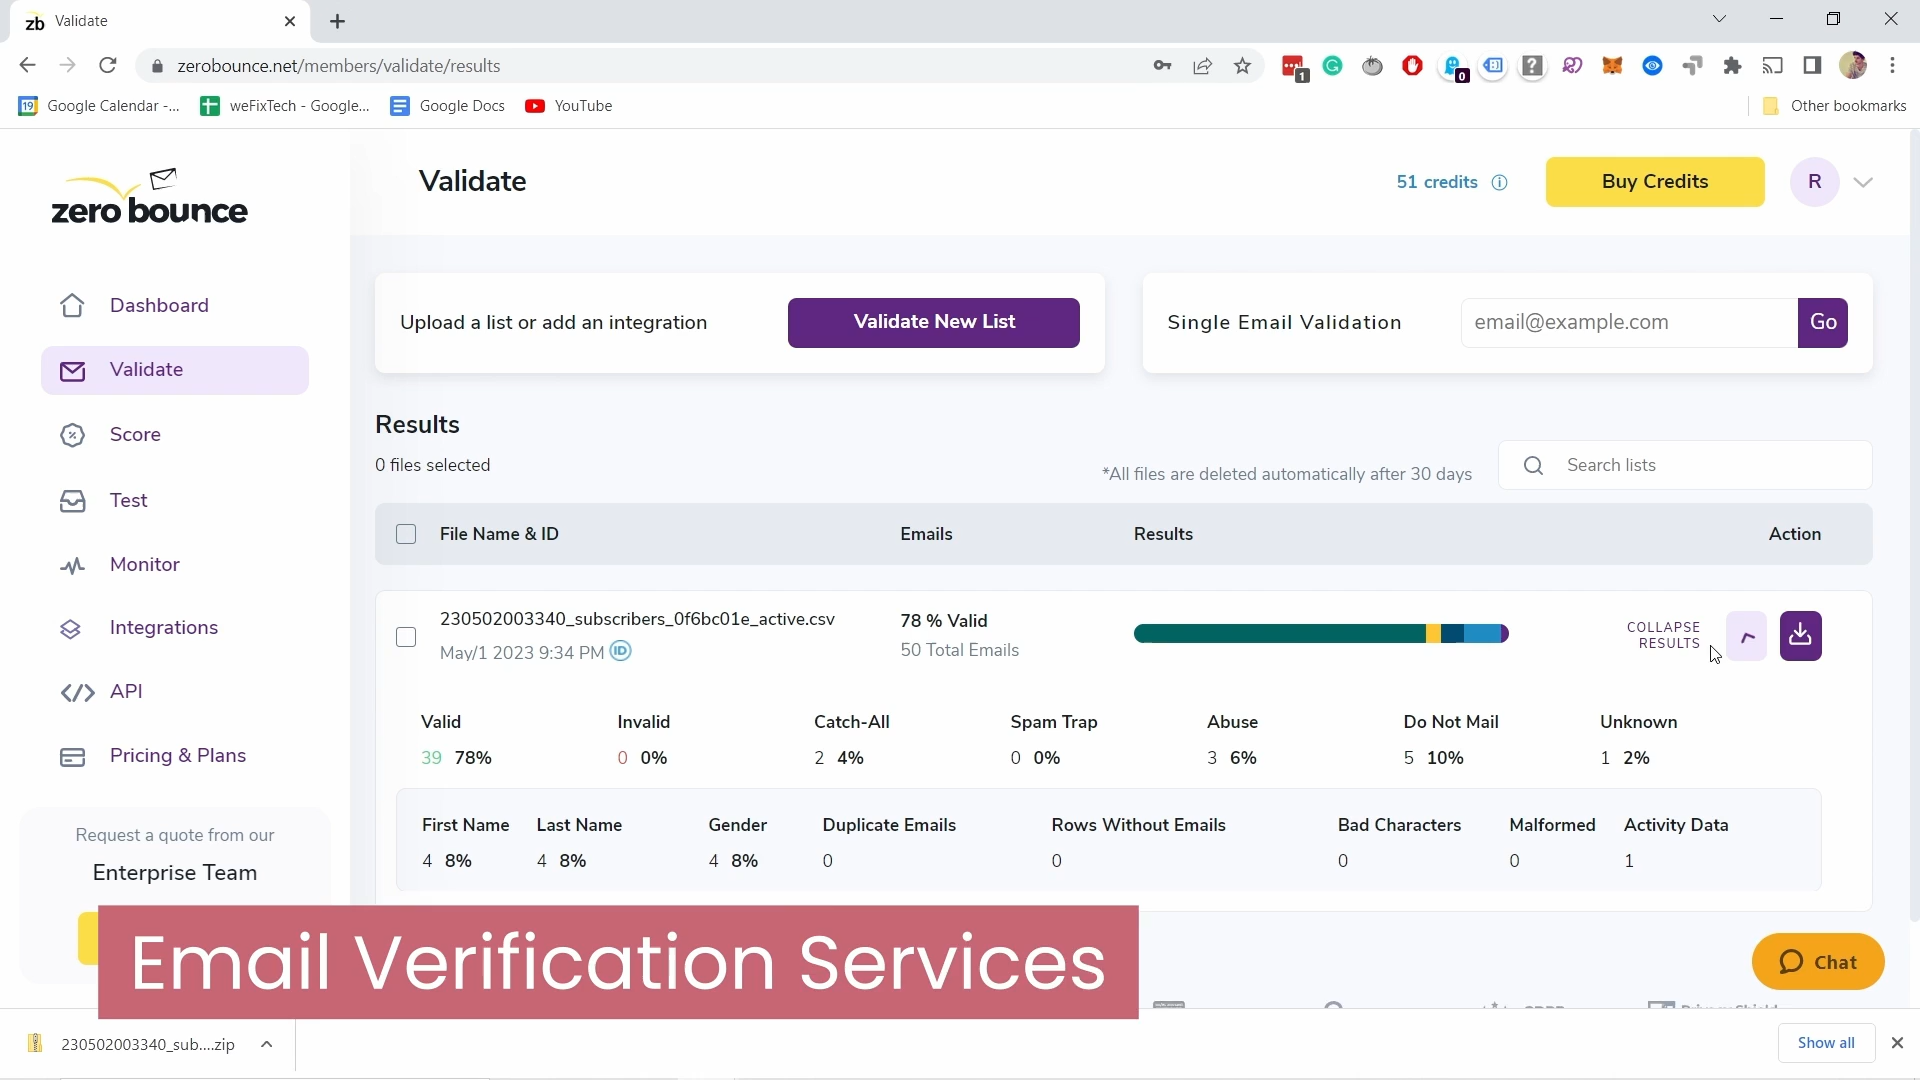 zb Validate
zerobounce.net/members/validate/results
1
0
19 Google Calendar -... weFixTech - Google... Google Docs YouTube Other bookmarks
zero bounce
Validate
51 credits
Buy Credits
R
Dashboard
Validate
Score
Test
Monitor
Integrations
API
Pricing & Plans
Request a quote from our
Enterprise Team
Upload a list or add an integration
Validate New List
Single Email Validation
email@example.com
Go
Results
0 files selected
*All files are deleted automatically after 30 days
Search lists
File Name & ID Emails Results Action
230502003340_subscribers_0f6bc01e_active.csv
May/1 2023 9:34 PM ID
78 % Valid
50 Total Emails
COLLAPSE
RESULTS
Valid Invalid Catch-All Spam Trap Abuse Do Not Mail Unknown
39 78% 0 0% 2 4% 0 0% 3 6% 5 10% 1 2%
First Name Last Name Gender Duplicate Emails Rows Without Emails Bad Characters Malformed Activity Data
4 8% 4 8% 4 8% 0 0 0 0 1
Email Verification Services
Chat
230502003340_sub....zip
Show all